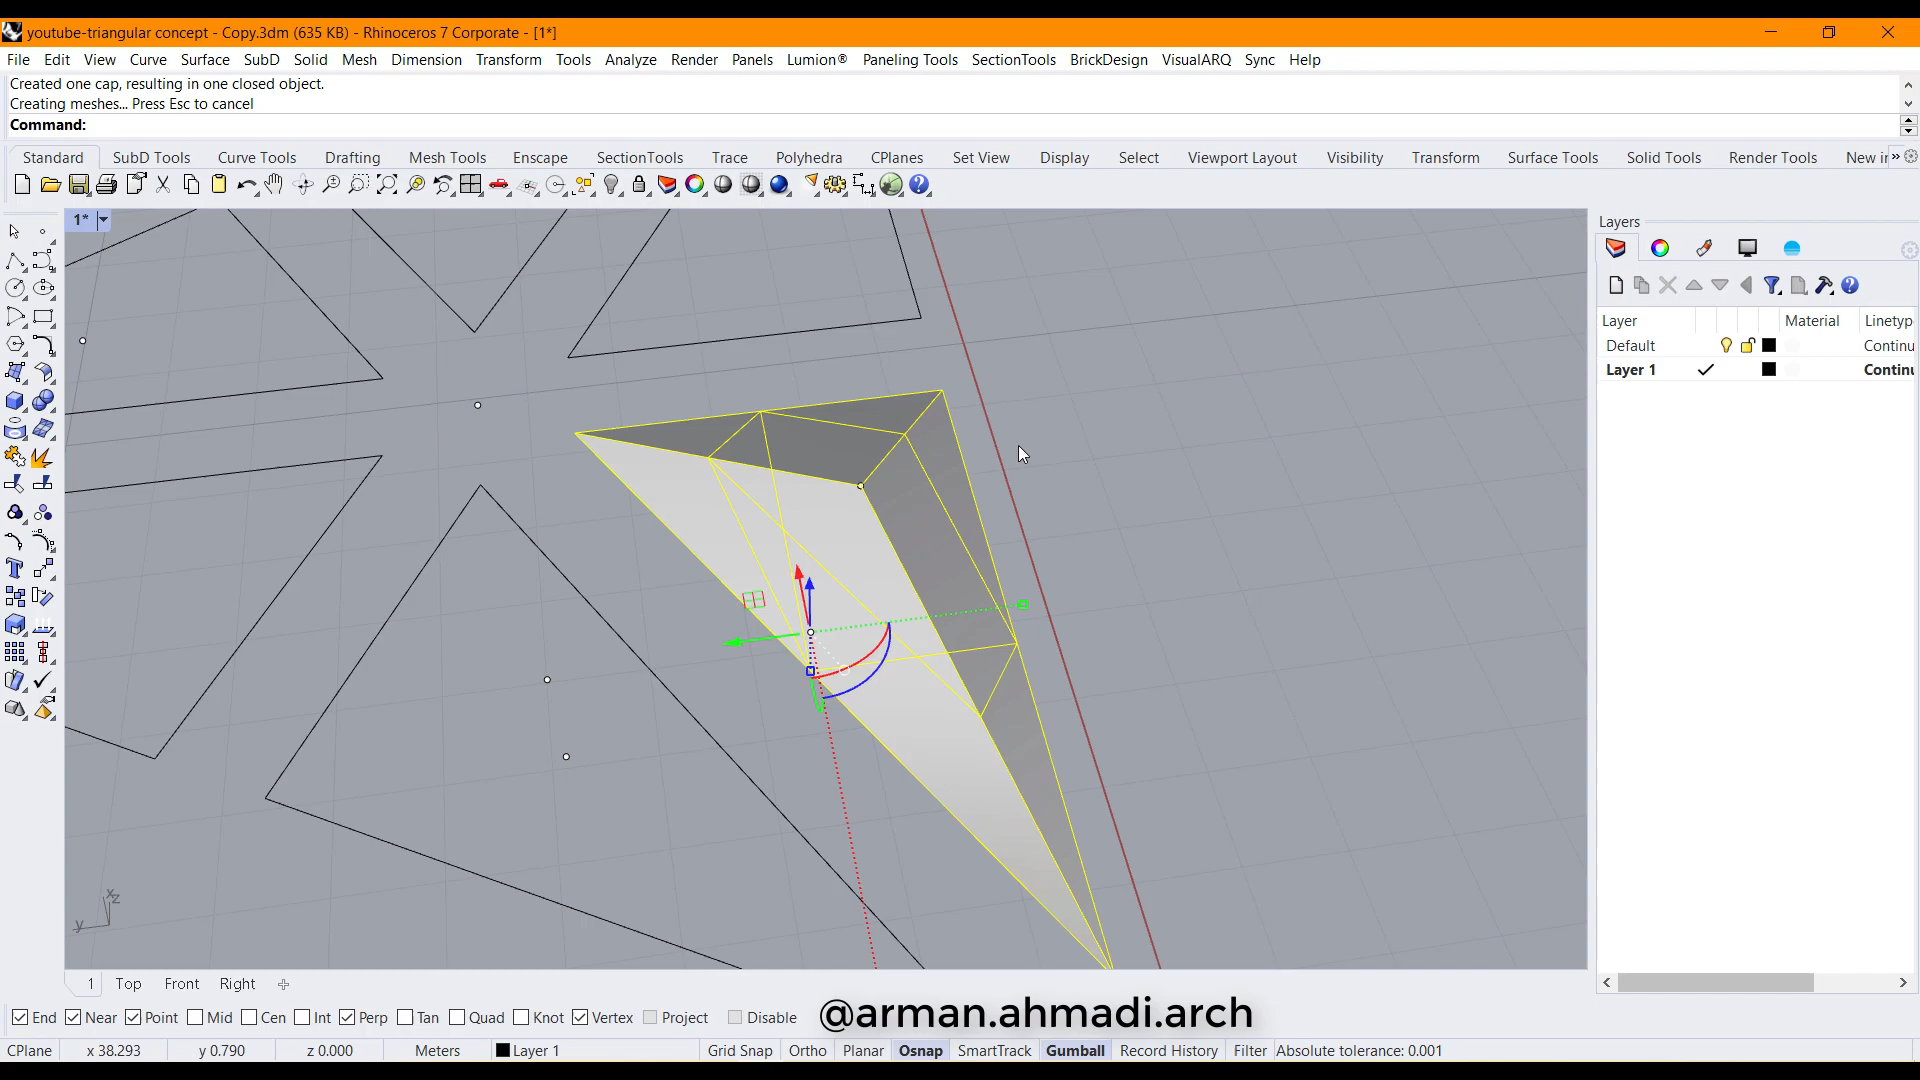 youtube-triangular concept - Copy.3dm (635 KB) - Rhinoceros 7 Corporate - [1*]
File Edit View Curve Surface SubD Solid Mesh Dimension Transform Tools Analyze Render Panels Lumion® Paneling Tools SectionTools BrickDesign VisualARQ Sync Help
Created one cap, resulting in one closed object.
Creating meshes... Press Esc to cancel
Command:
Standard SubD Tools Curve Tools Drafting Mesh Tools Enscape SectionTools Trace Polyhedra CPlanes Set View Display Select Viewport Layout Visibility Transform Surface Tools Solid Tools Render Tools New in »
1*
Layers
Layer Material Linetyp
Default Continu
Layer 1 Continu
x z
y
1 Top Front Right
@arman.ahmadi.arch
End Near Point Mid Cen Int Perp Tan Quad Knot Vertex Project Disable
CPlane x 38.293 y 0.790 z 0.000 Meters Layer 1 Grid Snap Ortho Planar Osnap SmartTrack Gumball Record History Filter Absolute tolerance: 0.001